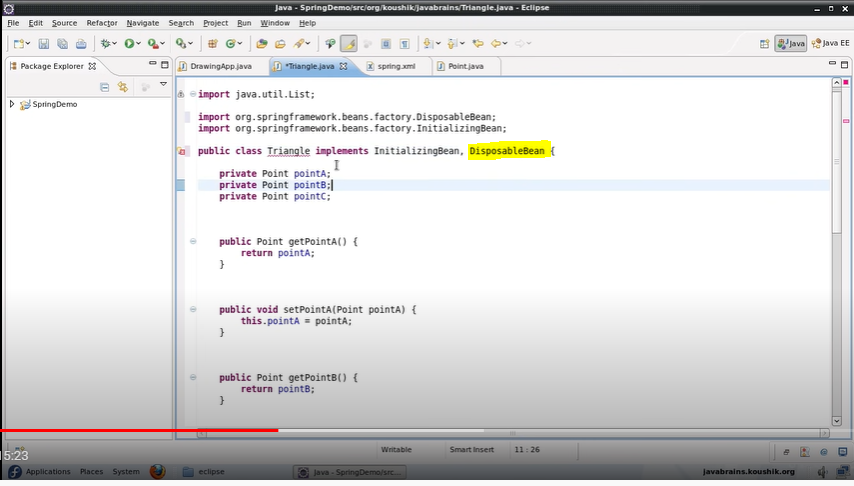 Java - SpringDemo/src/org/koushik/javabrains/Triangle.java - Eclipse
File Edit Source Refactor Navigate Search Project Run Window Help
Java Java EE
Package Explorer
DrawingApp.java *Triangle.java spring.xml Point.java
SpringDemo
import java.util.List;
import org.springframework.beans.factory.DisposableBean;
import org.springframework.beans.factory.InitializingBean;
public class Triangle implements InitializingBean, DisposableBean {
private Point pointA;
private Point pointB;
private Point pointC;
public Point getPointA() {
return pointA;
}
public void setPointA(Point pointA) {
this.pointA = pointA;
}
public Point getPointB() {
return pointB;
}
Writable Smart Insert 11 : 26
15:23
Applications Places System eclipse Java - SpringDemo/src... javabrains.koushik.org